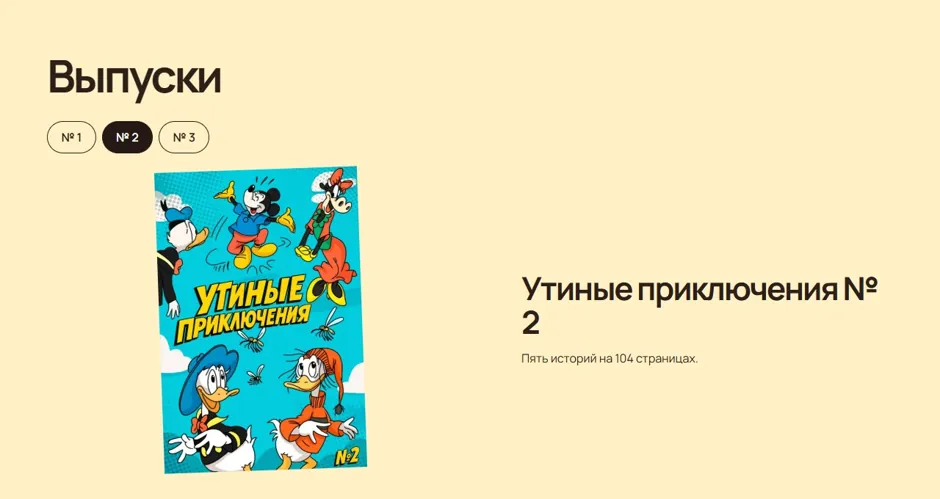 Выпуски
№ 1
№ 2
№ 3
УТИНЫЕ
ПРИКЛЮЧЕНИЯ
№2
Утиные приключения №
2
Пять историй на 104 страницах.